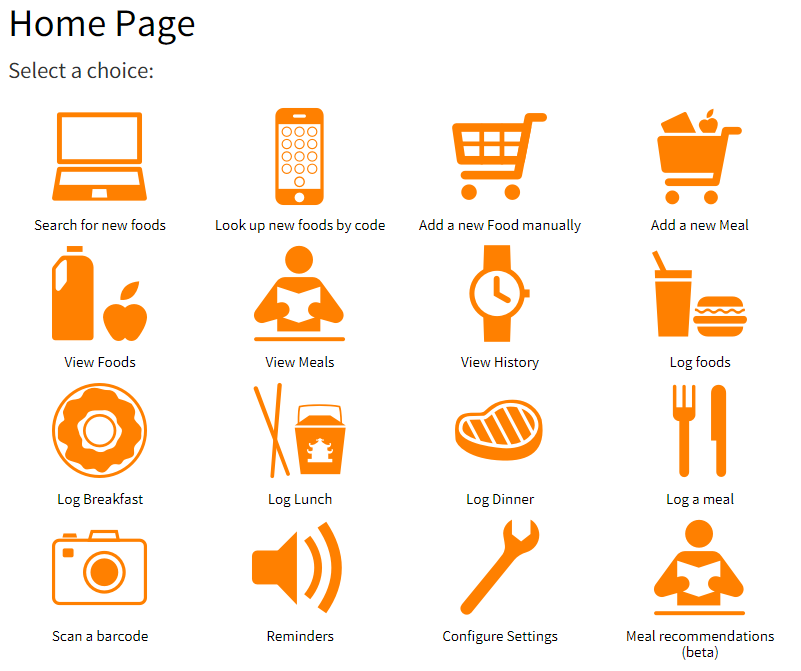 Home Page
Select a choice:
Search for new foods
Look up new foods by code
Add a new Food manually
Add a new Meal
View Foods
View Meals
View History
Log foods
Log Breakfast
Log Lunch
Log Dinner
Log a meal
Scan a barcode
Reminders
Configure Settings
Meal recommendations
(beta)